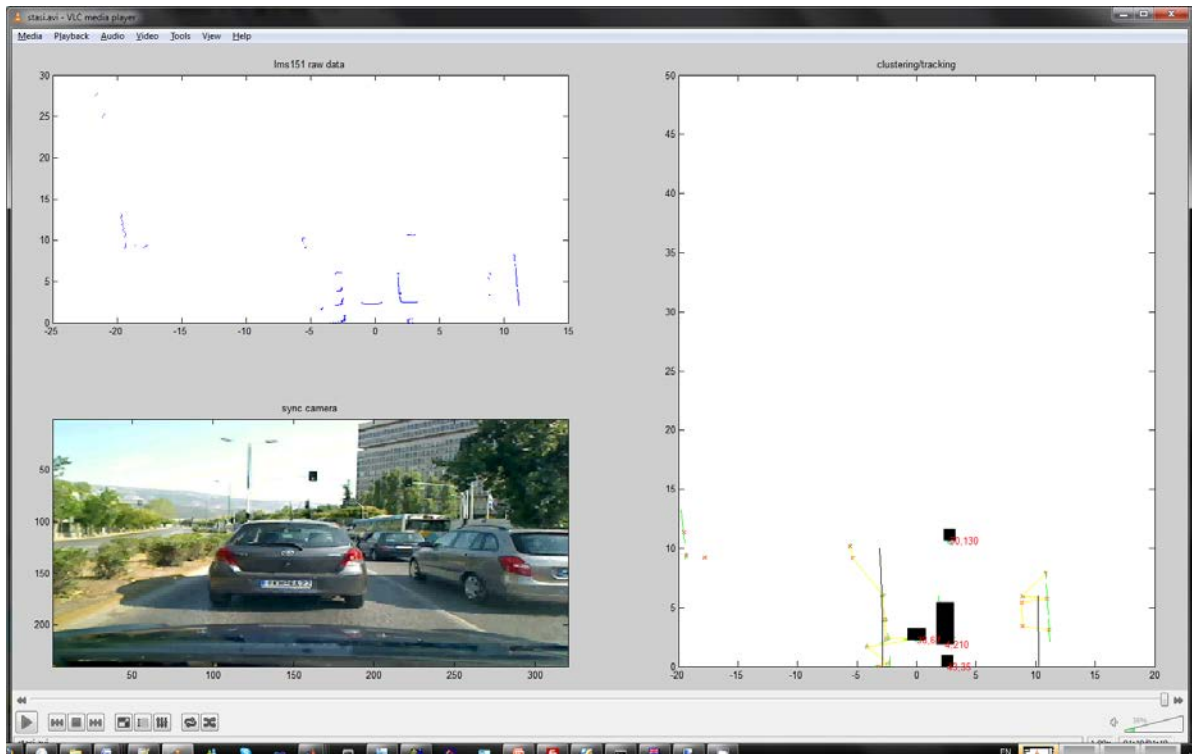 stasi.avi - VLC media player
Media Playback Audio Video Tools View Help
lms151 raw data
30
25
20
15
10
5
0
-25 -20 -15 -10 -5 0 5 10 15
sync camera
50
100
150
200
50 100 150 200 250 300
clustering/tracking
50
45
40
35
30
25
20
15
10
5
0
-20 -15 -10 -5 0 5 10 15 20
4,210
36%
EN